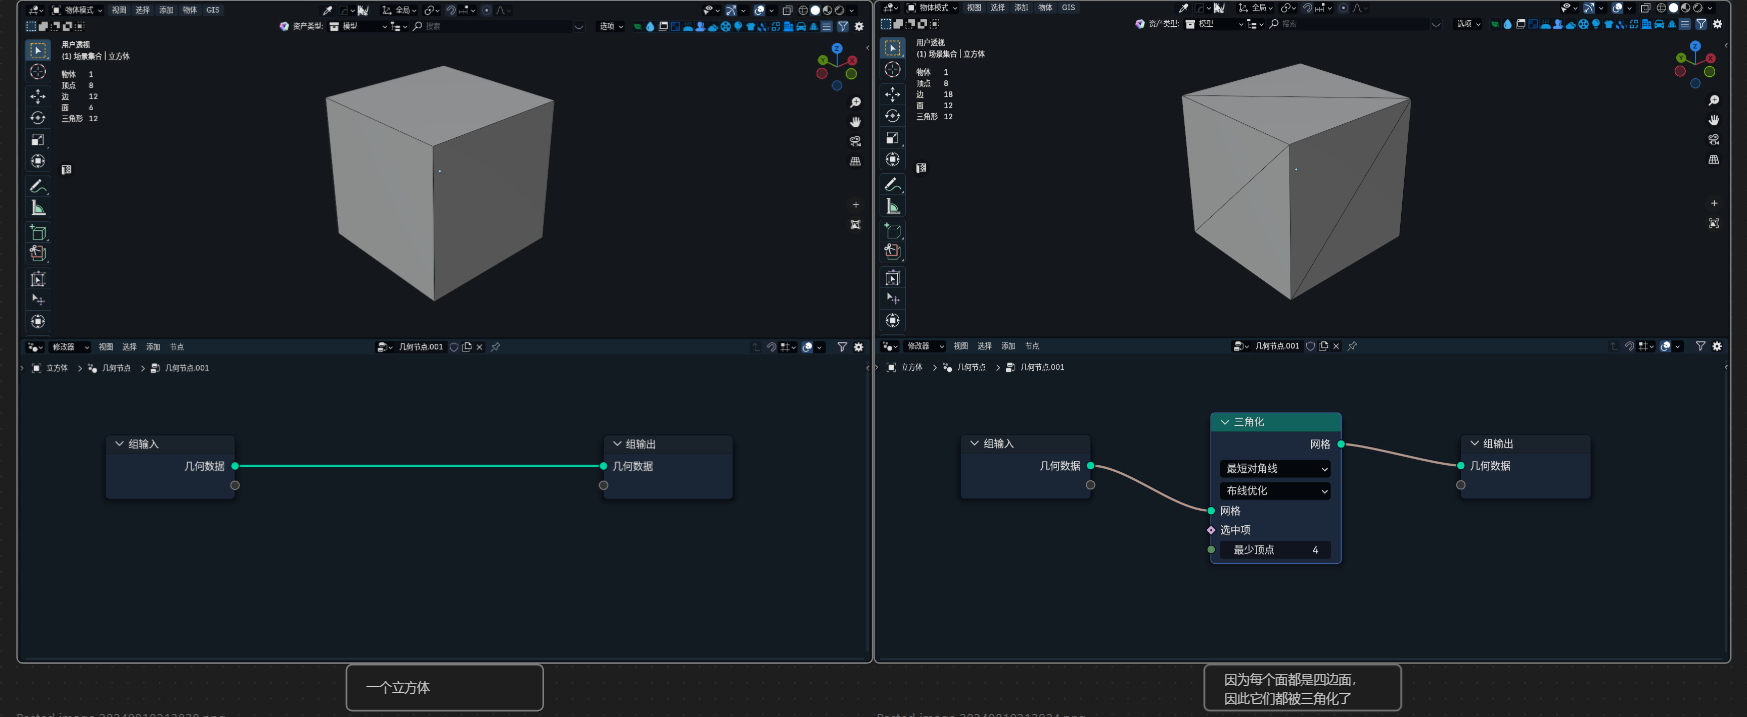 物体模式 视图 选择 添加 物体 GIS
全局
资产类型: 模型 搜索 选项
用户透视
(1) 场景集合 | 立方体
物体 1
顶点 8
边 12
面 6
三角形 12
修改器 视图 选择 添加 节点 几何节点.001
立方体 几何节点 几何节点.001
组输入
几何数据
组输出
几何数据
一个立方体
物体模式 视图 选择 添加 物体 GIS
全局
资产类型: 模型 搜索 选项
用户透视
(1) 场景集合 | 立方体
物体 1
顶点 8
边 18
面 12
三角形 12
修改器 视图 选择 添加 节点 几何节点.001
立方体 几何节点 几何节点.001
组输入
几何数据
三角化
网格
最短对角线
布线优化
网格
选中项
最少顶点 4
组输出
几何数据
因为每个面都是四边面,
因此它们都被三角化了